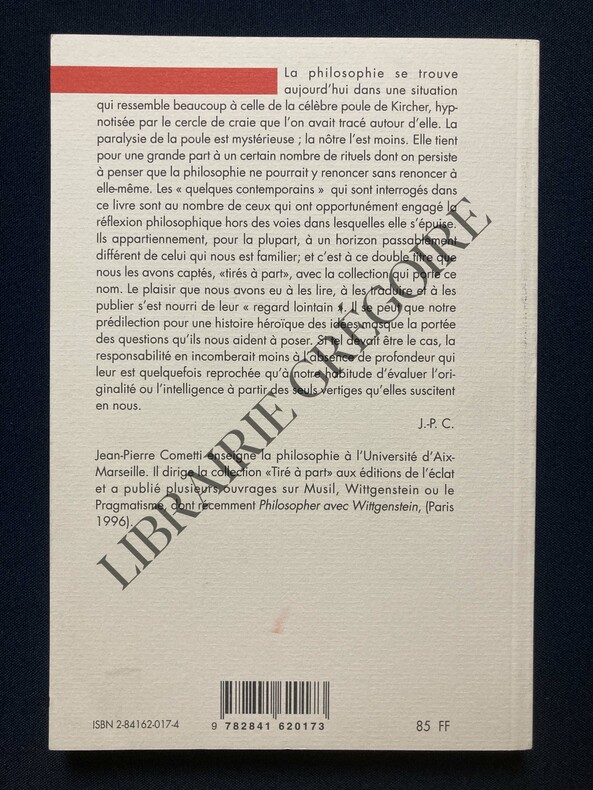 La philosophie se trouve
aujourd'hui dans une situation
qui ressemble beaucoup à celle de la célèbre poule de Kircher, hyp-
notisée par le cercle de craie que l'on avait tracé autour d'elle. La
paralysie de la poule est mystérieuse ; la nôtre l'est moins. Elle tient
pour une grande part à un certain nombre de rituels dont on persiste
à penser que la philosophie ne pourrait y renoncer sans renoncer à
elle-même. Les « quelques contemporains » qui sont interrogés dans
ce livre sont au nombre de ceux qui ont opportunément engagé la
réflexion philosophique hors des voies dans lesquelles elle s'épuise.
Ils appartiennement, pour la plupart, à un horizon passablement
différent de celui qui nous est familier; et c'est à ce double titre que
nous les avons captés, «tirés à part», avec la collection qui porte ce
nom. Le plaisir que nous avons eu à les lire, à les traduire et à les
publier s'est nourri de leur « regard lointain ». Il se peut que notre
prédilection pour une histoire héroïque des idées masque la portée
des questions qu'ils nous aident à poser. Si tel devait être le cas, la
responsabilité en incomberait moins à l'absence de profondeur qui
leur est quelquefois reprochée qu'à notre habitude d'évaluer l'ori-
ginalité ou l'intelligence à partir des seuls vertiges qu'elles suscitent
en nous.
J.-P. C.
Jean-Pierre Cometti enseigne la philosophie à l'Université d'Aix-
Marseille. Il dirige la collection «Tiré à part» aux éditions de l'éclat
et a publié plusieurs ouvrages sur Musil, Wittgenstein ou le
Pragmatisme, dont récemment Philosopher avec Wittgenstein, (Paris
1996).
LIBRAIRIE GRÉGOIRE
ISBN 2-84162-017-4
9 782841 620173
85 FF